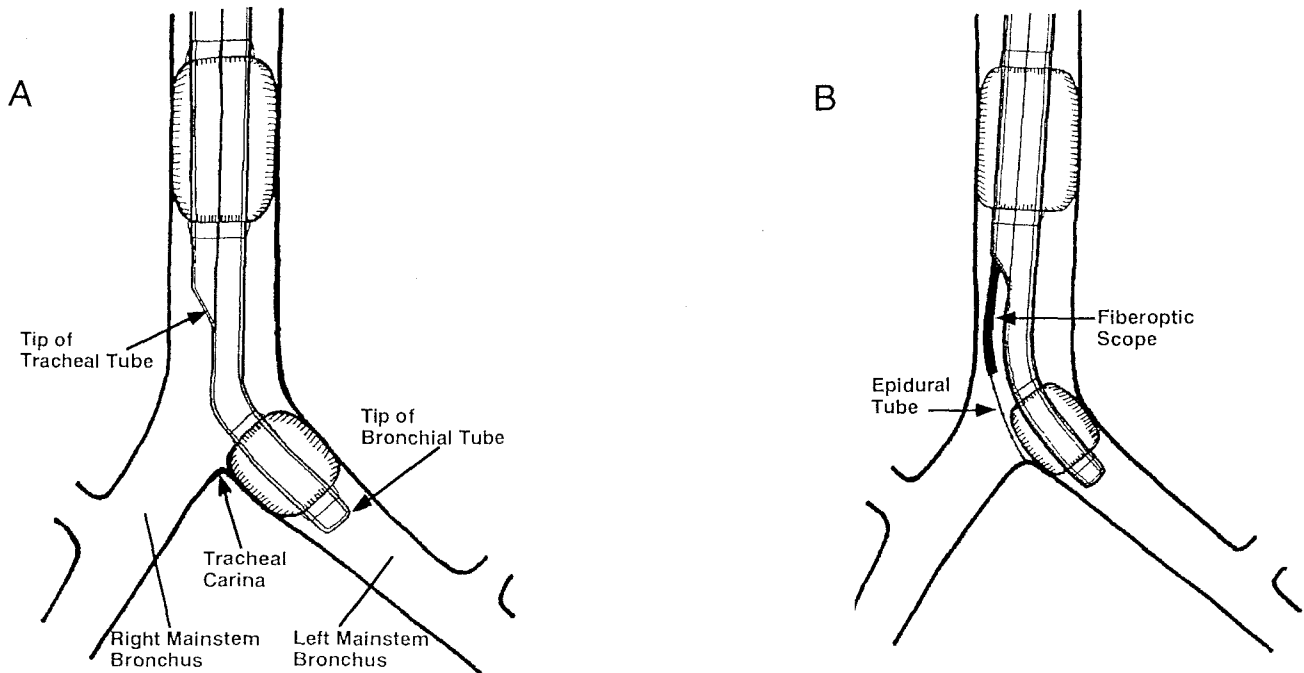 A
Tip of
Tracheal Tube
Tip of
Bronchial Tube
Tracheal
Carina
Right Mainstem
Bronchus
Left Mainstem
Bronchus
B
Fiberoptic
Scope
Epidural
Tube